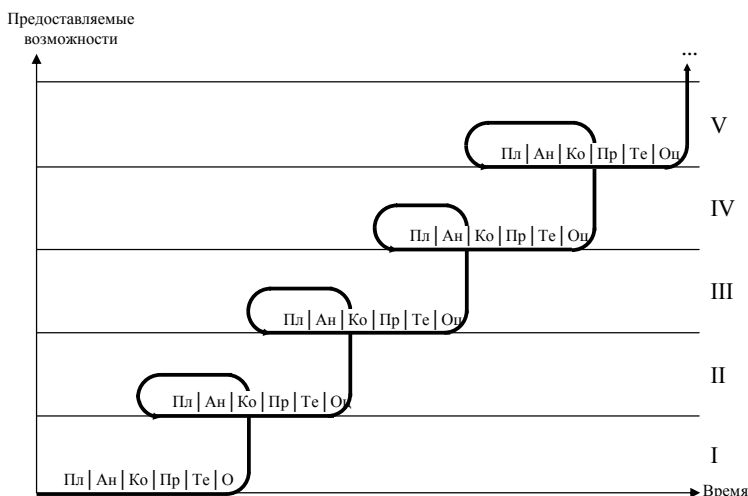 Предоставляемые
возможности
...
V
Пл Ан Ко Пр Те Оц
IV
Пл Ан Ко Пр Те Оц
III
Пл Ан Ко Пр Те Оц
II
Пл Ан Ко Пр Те Оц
I
Пл Ан Ко Пр Те О
Время